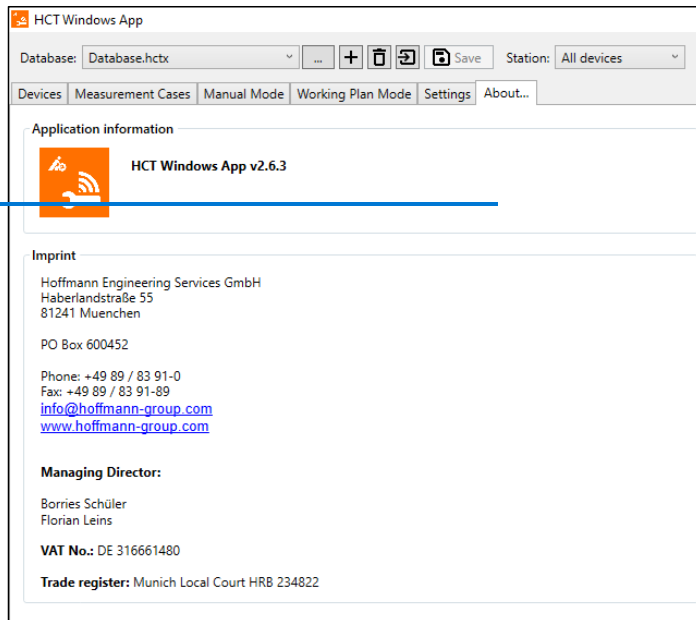 HCT Windows App
Database: Database.hctx ... Save Station: All devices
Devices Measurement Cases Manual Mode Working Plan Mode Settings About...
Application information
HCT Windows App v2.6.3
Imprint
Hoffmann Engineering Services GmbH
Haberlandstraße 55
81241 Muenchen
PO Box 600452
Phone: +49 89 / 83 91-0
Fax: +49 89 / 83 91-89
info@hoffmann-group.com
www.hoffmann-group.com
Managing Director:
Borries Schüler
Florian Leins
VAT No.: DE 316661480
Trade register: Munich Local Court HRB 234822